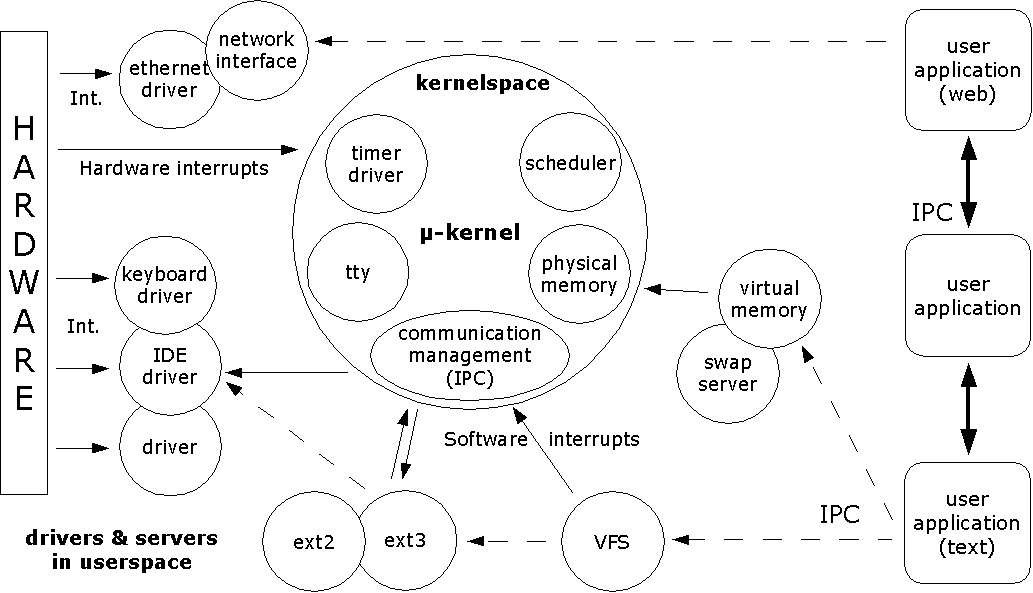 HARDWARE
Int.
ethernet
driver
network
interface
Hardware interrupts
kernelspace
timer
driver
scheduler
μ-kernel
tty
physical
memory
communication
management
(IPC)
keyboard
driver
Int.
IDE
driver
driver
virtual
memory
swap
server
Software interrupts
user
application
(web)
IPC
user
application
user
application
(text)
IPC
drivers & servers
in userspace
ext2
ext3
VFS